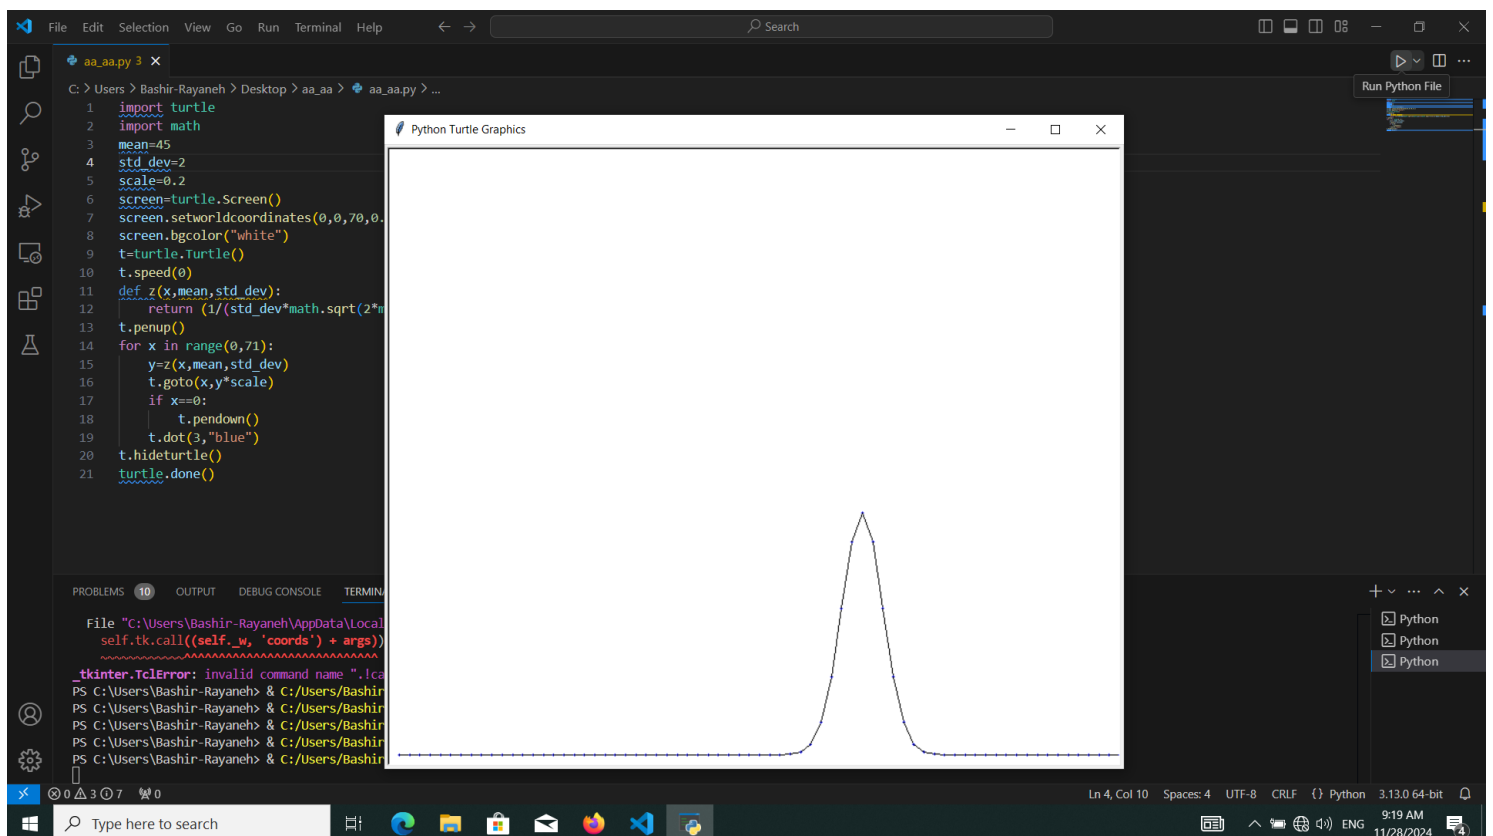 File Edit Selection View Go Run Terminal Help
Search
aa_aa.py 3
Run Python File
C: > Users > Bashir-Rayaneh > Desktop > aa_aa > aa_aa.py > ...
1 import turtle
2 import math
3 mean=45
4 std_dev=2
5 scale=0.2
6 screen=turtle.Screen()
7 screen.setworldcoordinates(0,0,70,0.
8 screen.bgcolor("white")
9 t=turtle.Turtle()
10 t.speed(0)
11 def z(x,mean,std_dev):
12 return (1/(std_dev*math.sqrt(2*m
13 t.penup()
14 for x in range(0,71):
15 y=z(x,mean,std_dev)
16 t.goto(x,y*scale)
17 if x==0:
18 t.pendown()
19 t.dot(3,"blue")
20 t.hideturtle()
21 turtle.done()
Python Turtle Graphics
PROBLEMS 10 OUTPUT DEBUG CONSOLE TERMIN
File "C:\Users\Bashir-Rayaneh\AppData\Local
self.tk.call((self._w, 'coords') + args))
~~~~~~~~~~~~^^^^^^^^^^^^^^^^^^^^^^^^^^^^
_tkinter.TclError: invalid command name ".!ca
PS C:\Users\Bashir-Rayaneh> & C:/Users/Bashir
PS C:\Users\Bashir-Rayaneh> & C:/Users/Bashir
PS C:\Users\Bashir-Rayaneh> & C:/Users/Bashir
PS C:\Users\Bashir-Rayaneh> & C:/Users/Bashir
PS C:\Users\Bashir-Rayaneh> & C:/Users/Bashir
Python
Python
Python
0 3 7 0
Ln 4, Col 10 Spaces: 4 UTF-8 CRLF {} Python 3.13.0 64-bit
Type here to search
ENG
9:19 AM
11/28/2024
4